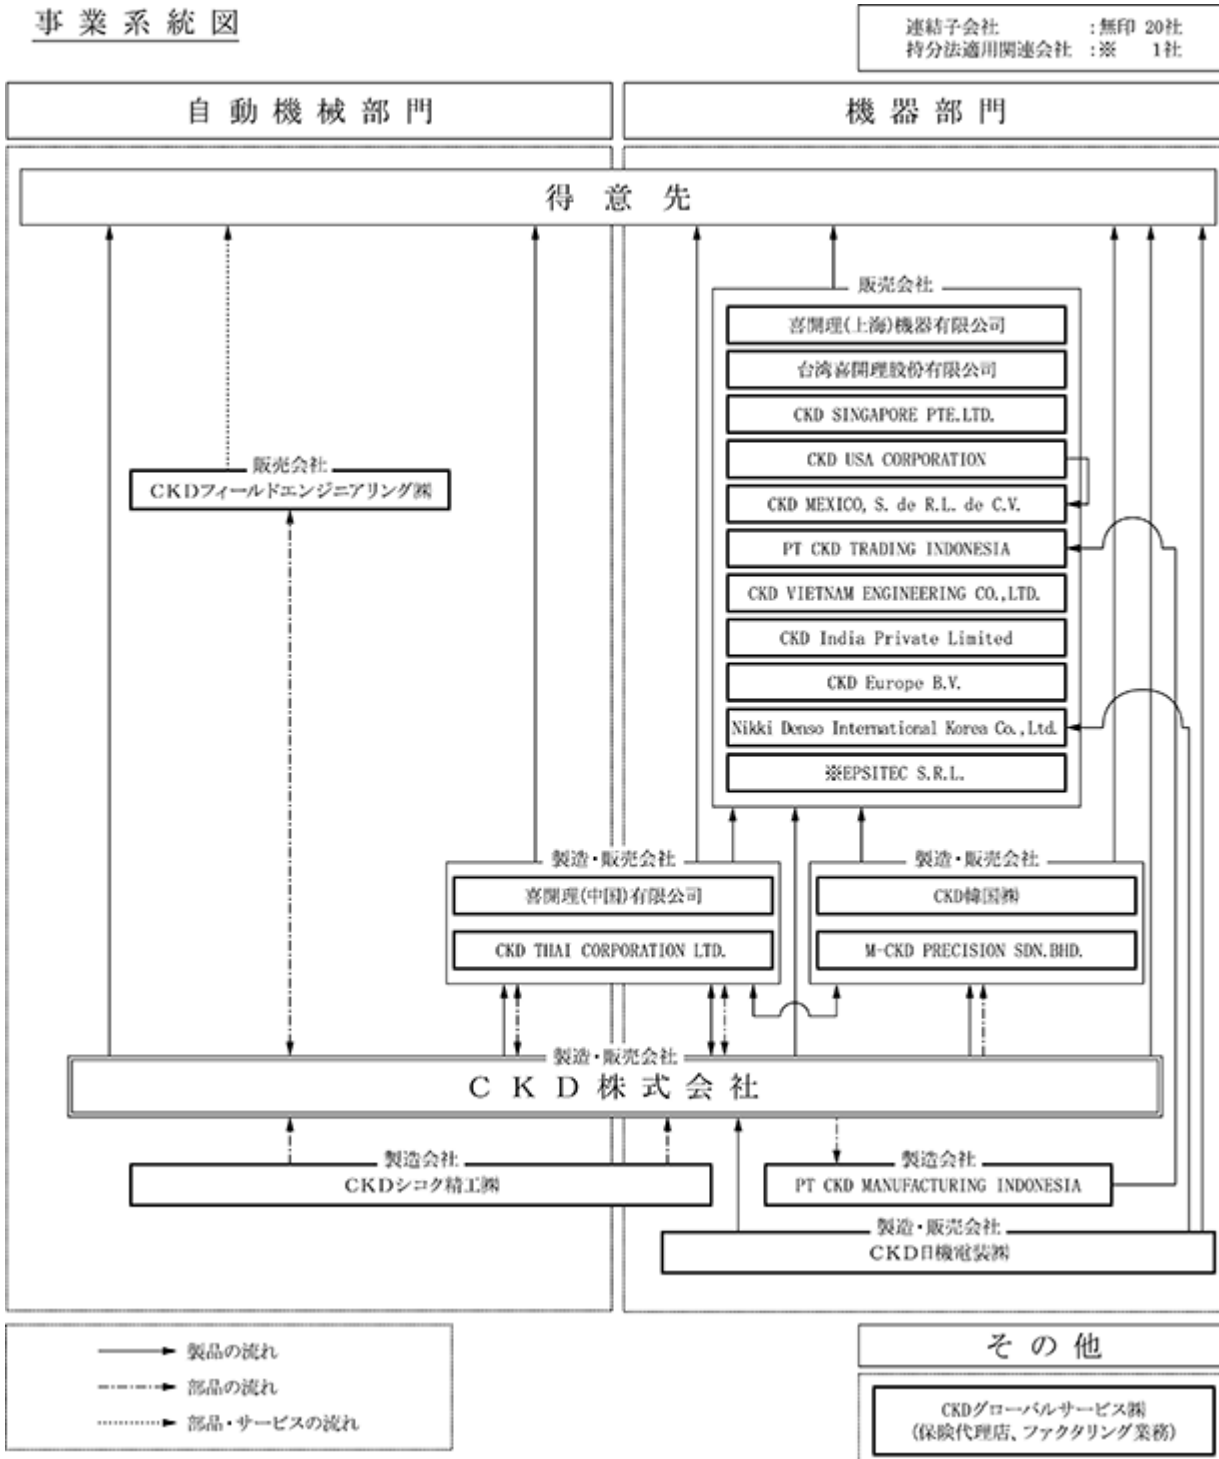 事業系統図
連結子会社 :無印 20社
持分法適用関連会社 :※ 1社
自動機械部門
機器部門
得意先
販売会社
喜開理(上海)機器有限公司
台湾喜開理股份有限公司
CKD SINGAPORE PTE.LTD.
CKD USA CORPORATION
CKD MEXICO, S. de R.L. de C.V.
PT CKD TRADING INDONESIA
CKD VIETNAM ENGINEERING CO.,LTD.
CKD India Private Limited
CKD Europe B.V.
Nikki Denso International Korea Co.,Ltd.
※EPSITEC S.R.L.
販売会社
CKDフィールドエンジニアリング㈱
製造・販売会社
喜開理(中国)有限公司
CKD THAI CORPORATION LTD.
製造・販売会社
CKD韓国㈱
M-CKD PRECISION SDN.BHD.
製造・販売会社
CKD株式会社
製造会社
CKDシコク精工㈱
製造会社
PT CKD MANUFACTURING INDONESIA
製造・販売会社
CKD日機電装㈱
製品の流れ
部品の流れ
部品・サービスの流れ
その他
CKDグローバルサービス㈱
(保険代理店、ファクタリング業務)